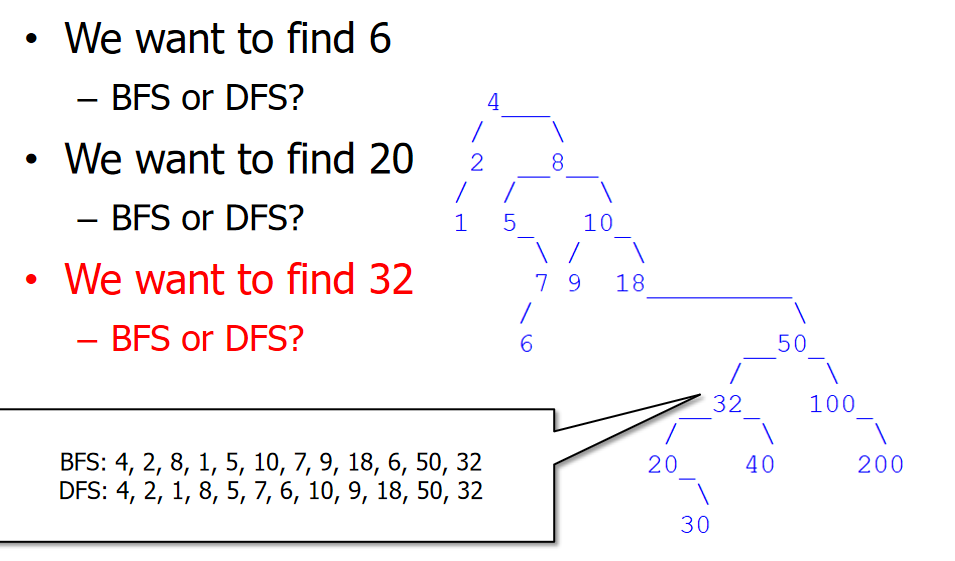 • We want to find 6
– BFS or DFS?
• We want to find 20
– BFS or DFS?
• We want to find 32
– BFS or DFS?
4
2 8
1 5 10
7 9 18
6 50
32 100
20 40 200
30
BFS: 4, 2, 8, 1, 5, 10, 7, 9, 18, 6, 50, 32
DFS: 4, 2, 1, 8, 5, 7, 6, 10, 9, 18, 50, 32